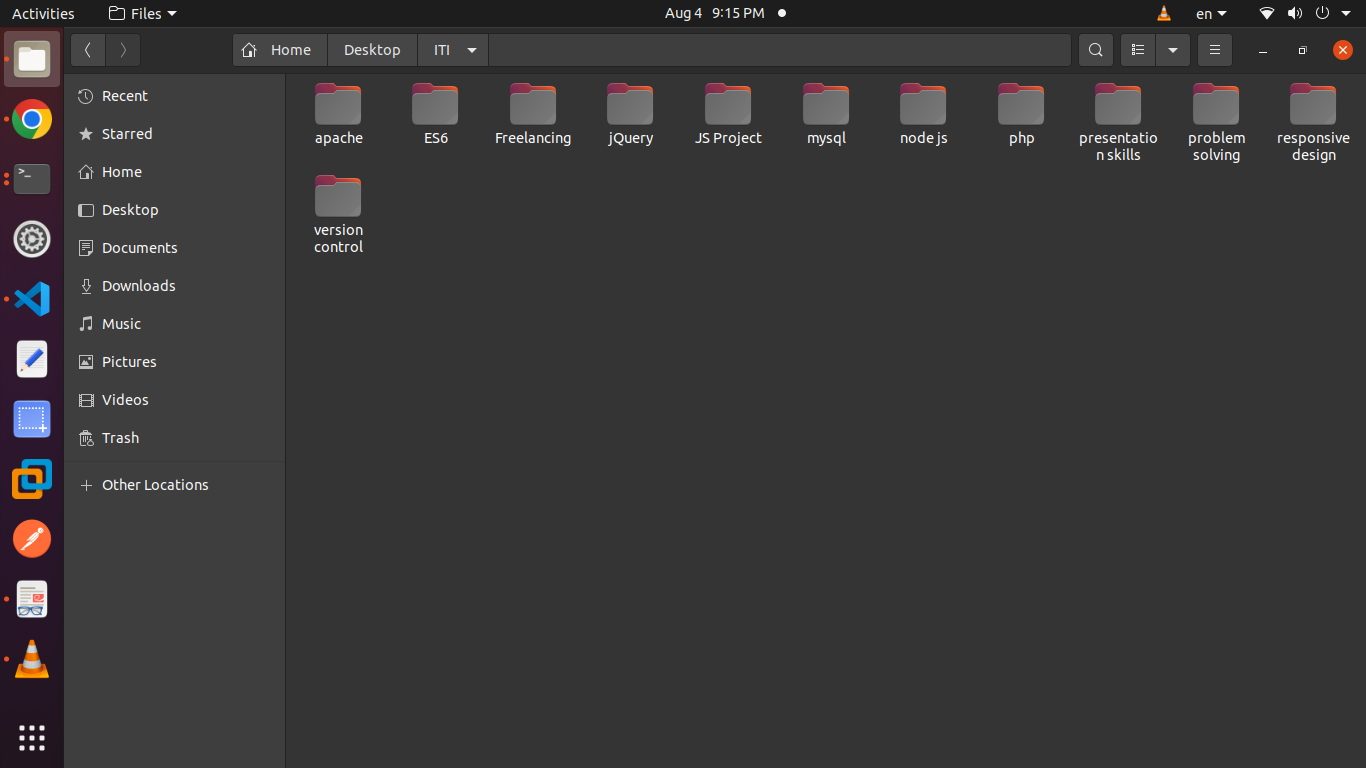 Activities Files Aug 4 9:15 PM en
Home Desktop ITI
Recent
Starred
Home
Desktop
Documents
Downloads
Music
Pictures
Videos
Trash
Other Locations
apache ES6 Freelancing jQuery JS Project mysql node js php presentatio problem responsive
n skills solving design
version
control